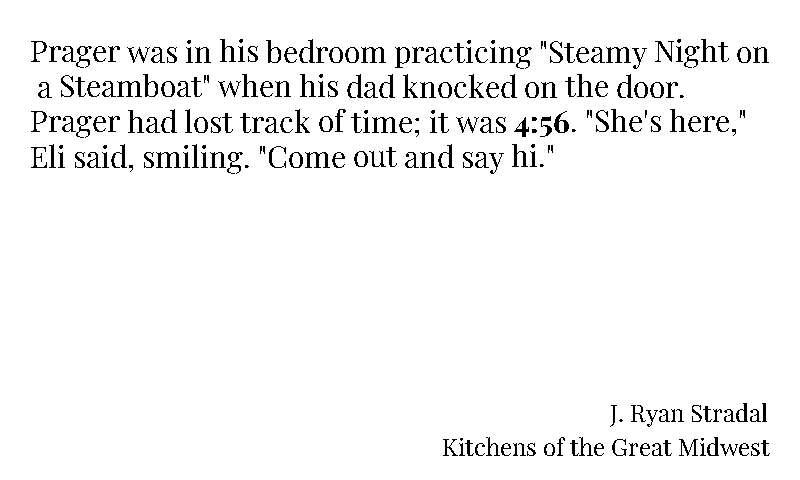 Prager was in his bedroom practicing "Steamy Night on
a Steamboat" when his dad knocked on the door.
Prager had lost track of time; it was 4:56. "She's here,"
Eli said, smiling. "Come out and say hi."
J. Ryan Stradal
Kitchens of the Great Midwest